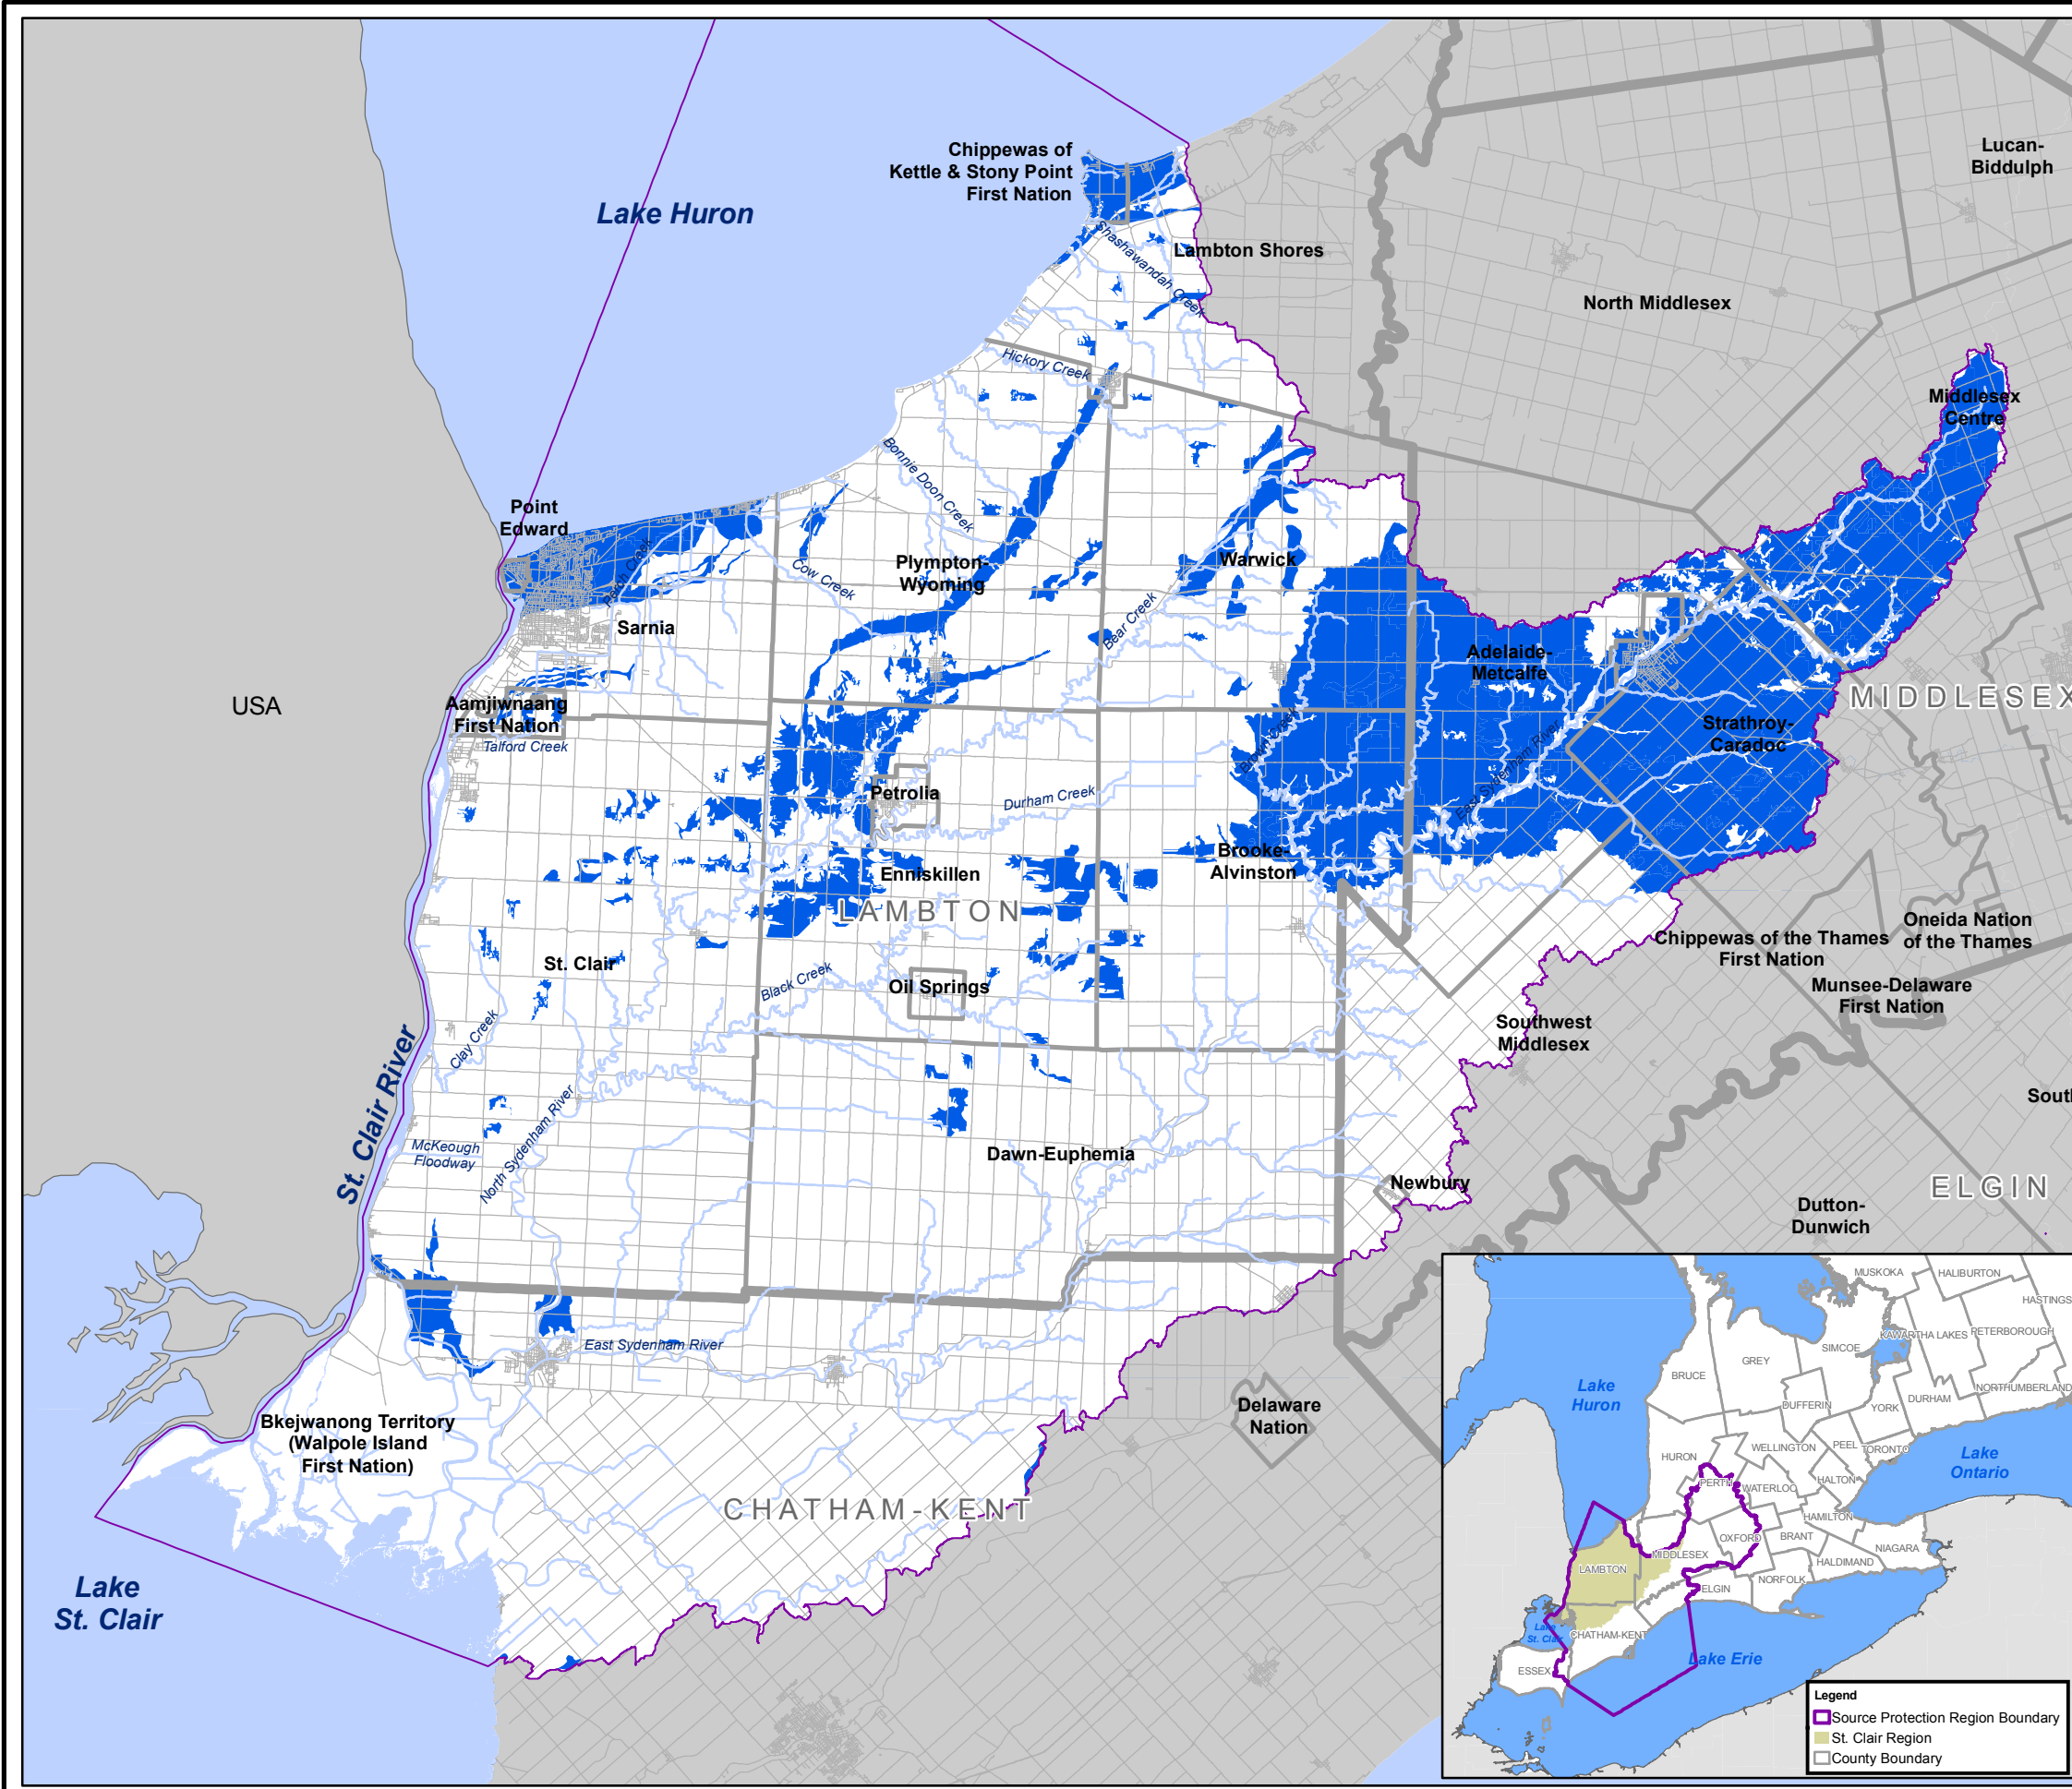 Lucan-
Biddulph
Chippewas of
Kettle & Stony Point
First Nation
Lake Huron
Shashawandah Creek
Lambton Shores
North Middlesex
Hickory Creek
Middlesex
Centre
Bonnie Doon Creek
Point
Edward
Perch Creek
Cow Creek
Plympton-
Wyoming
Warwick
Bear Creek
Sarnia
Adelaide-
Metcalfe
USA
Aamjiwnaang
First Nation
Talford Creek
MIDDLESEX
Strathroy-
Caradoc
Brown Creek
East Sydenham River
Petrolia
Durham Creek
Brooke-
Alvinston
Enniskillen
LAMBTON
Oneida Nation
of the Thames
Chippewas of the Thames
First Nation
St. Clair
Black Creek
Oil Springs
Munsee-Delaware
First Nation
Southwest
Middlesex
Clay Creek
St. Clair River
North Sydenham River
McKeough
Floodway
Dawn-Euphemia
Newbury
ELGIN
Dutton-
Dunwich
East Sydenham River
Delaware
Nation
Bkejwanong Territory
(Walpole Island
First Nation)
CHATHAM-KENT
Lake
St. Clair
MUSKOKA
HALIBURTON
HASTINGS
KAWARTHA LAKES
PETERBOROUGH
SIMCOE
GREY
BRUCE
Lake
Huron
NORTHUMBERLAND
DURHAM
DUFFERIN
YORK
WELLINGTON
PEEL
TORONTO
HURON
Lake
Ontario
HALTON
PERTH
WATERLOO
HAMILTON
OXFORD
BRANT
NIAGARA
MIDDLESEX
HALDIMAND
LAMBTON
NORFOLK
ELGIN
Lake
St. Clair
CHATHAM-KENT
Lake Erie
ESSEX
Legend
Source Protection Region Boundary
St. Clair Region
County Boundary